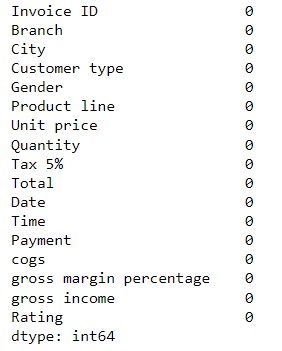 Invoice ID                 0
Branch                     0
City                       0
Customer type              0
Gender                     0
Product line               0
Unit price                 0
Quantity                   0
Tax 5%                     0
Total                      0
Date                       0
Time                       0
Payment                    0
cogs                       0
gross margin percentage    0
gross income               0
Rating                     0
dtype: int64